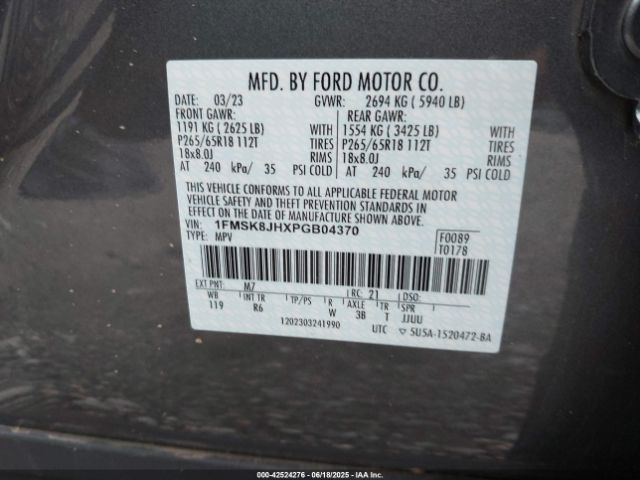 MFD. BY FORD MOTOR CO.
DATE: 03/23 GVWR: 2694 KG ( 5940 LB)
FRONT GAWR: REAR GAWR:
1191 KG ( 2625 LB) WITH 1554 KG ( 3425 LB) WITH
P265/65R18 112T TIRES P265/65R18 112T TIRES
18x8.0J RIMS 18x8.0J RIMS
AT 240 kPa/ 35 PSI COLD AT 240 kPa/ 35 PSI COLD
THIS VEHICLE CONFORMS TO ALL APPLICABLE FEDERAL MOTOR
VEHICLE SAFETY AND THEFT PREVENTION STANDARDS IN
EFFECT ON THE DATE OF MANUFACTURE SHOWN ABOVE.
VIN: 1FMSK8JHXPGB04370 F0089
TYPE: MPV T0178
EXT PNT: M7 RC: 21 DSO:
WB INT TR TP/PS R AXLE TR SPR
119 R6 W 3B T JJUU
1202303241990 UTC ▽ 5U5A-1520472-BA
00-42524276 | 06/18/2025 | IAAI.COM